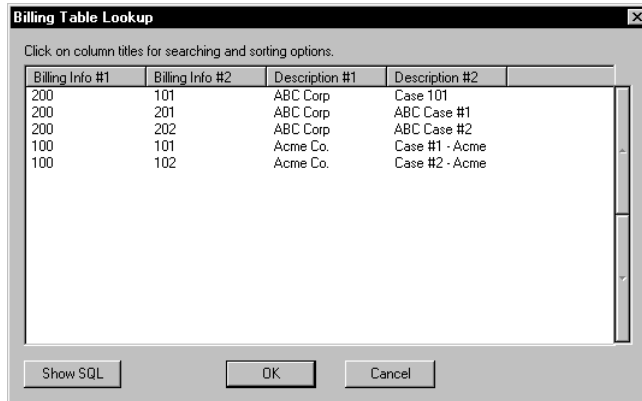 Billing Table Lookup
Click on column titles for searching and sorting options.
Billing Info #1 Billing Info #2 Description #1 Description #2
200 101 ABC Corp Case 101
200 201 ABC Corp ABC Case #1
200 202 ABC Corp ABC Case #2
100 101 Acme Co. Case #1 - Acme
100 102 Acme Co. Case #2 - Acme
Show SQL OK Cancel